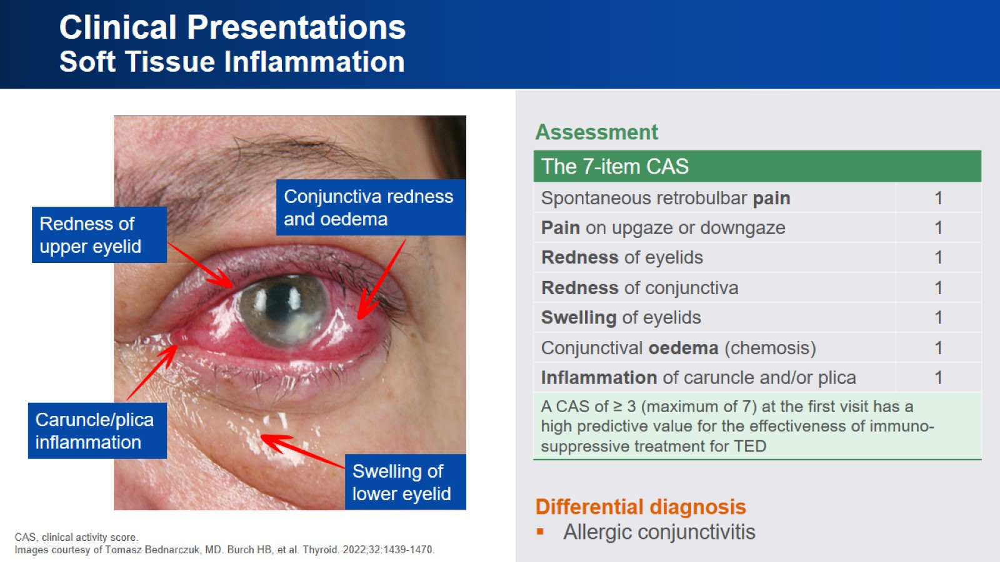 Clinical Presentations
Soft Tissue Inflammation
Redness of
upper eyelid
Conjunctiva redness
and oedema
Caruncle/plica
inflammation
Swelling of
lower eyelid
CAS, clinical activity score.
Images courtesy of Tomasz Bednarczuk, MD. Burch HB, et al. Thyroid. 2022;32:1439-1470.
Assessment
The 7-item CAS
Spontaneous retrobulbar pain 1
Pain on upgaze or downgaze 1
Redness of eyelids 1
Redness of conjunctiva 1
Swelling of eyelids 1
Conjunctival oedema (chemosis) 1
Inflammation of caruncle and/or plica 1
A CAS of ≥ 3 (maximum of 7) at the first visit has a
high predictive value for the effectiveness of immuno-
suppressive treatment for TED
Differential diagnosis
▪ Allergic conjunctivitis